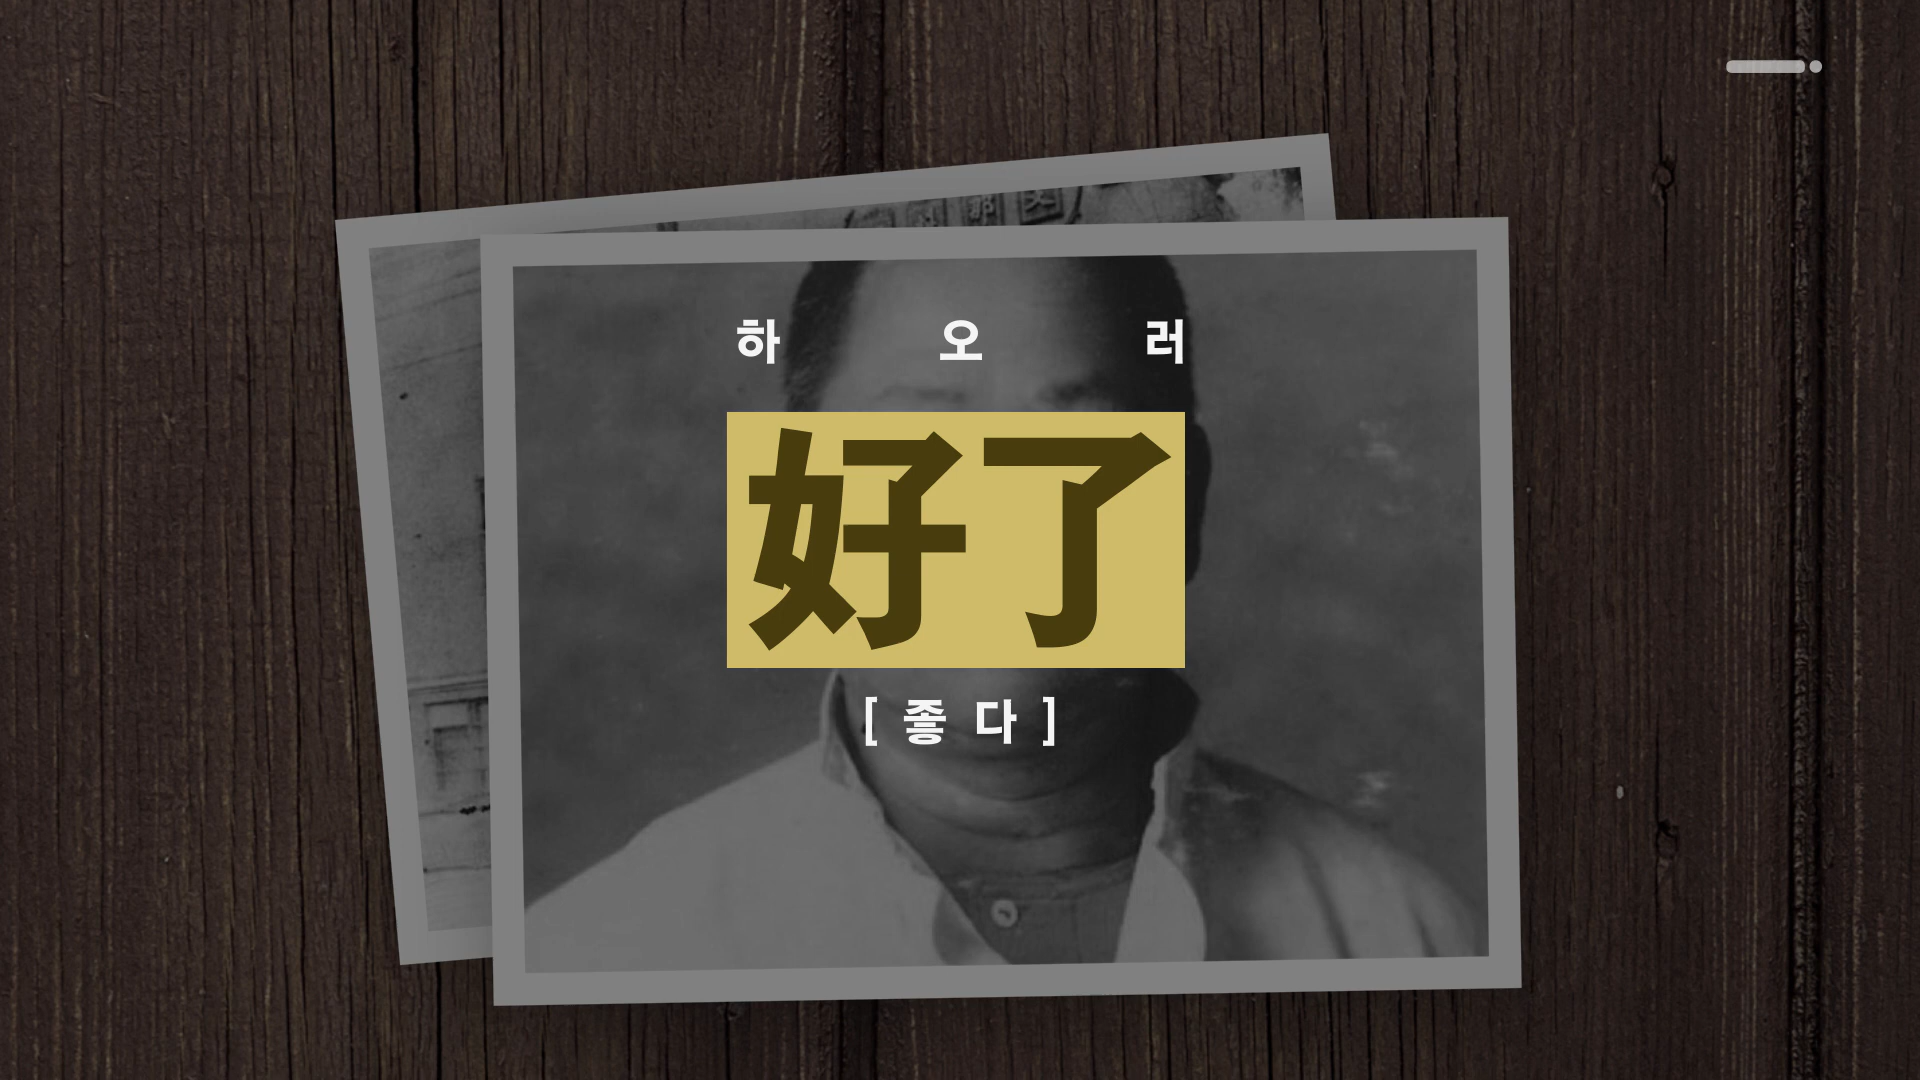 하 오 러
好了
[ 좋 다 ]